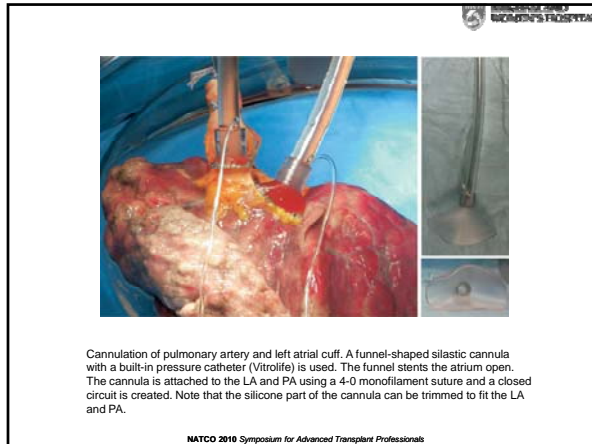 WOMEN'S HOSPITAL
Cannulation of pulmonary artery and left atrial cuff. A funnel-shaped silastic cannula
with a built-in pressure catheter (Vitrolife) is used. The funnel stents the atrium open.
The cannula is attached to the LA and PA using a 4-0 monofilament suture and a closed
circuit is created. Note that the silicone part of the cannula can be trimmed to fit the LA
and PA.
NATCO 2010 Symposium for Advanced Transplant Professionals